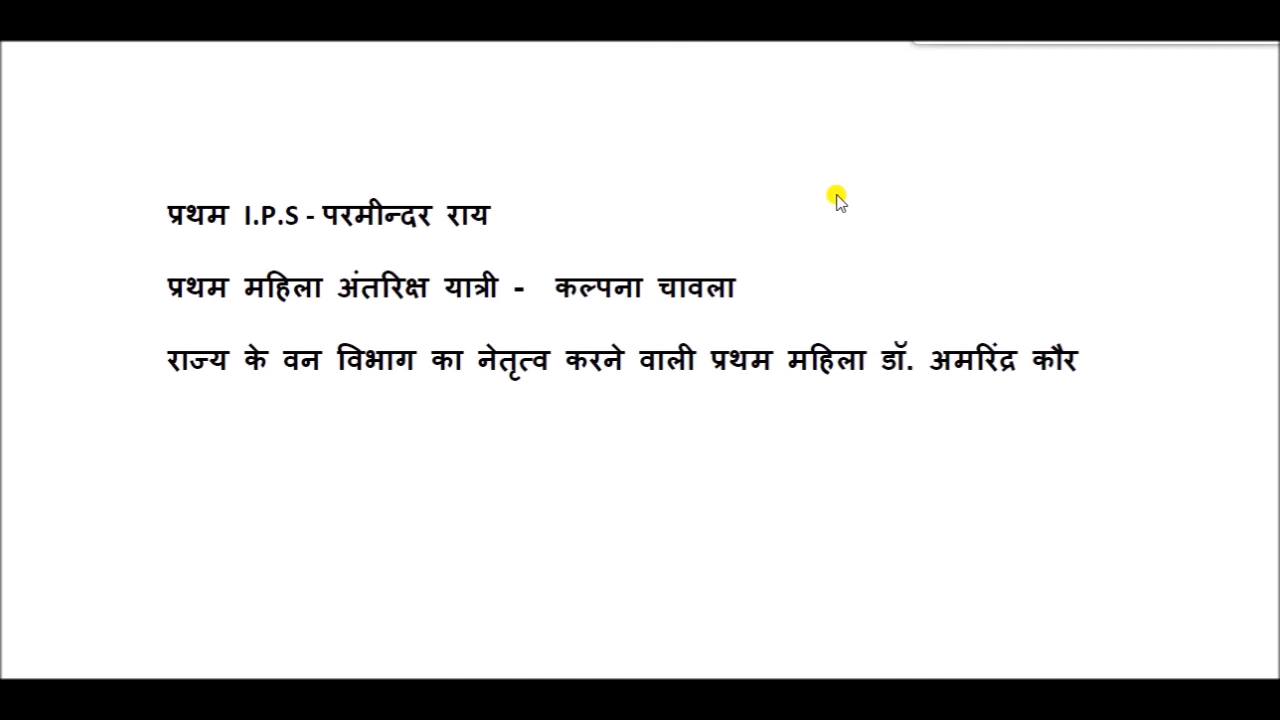 प्रथम I.P.S - परमीन्दर राय
प्रथम महिला अंतरिक्ष यात्री - कल्पना चावला
राज्य के वन विभाग का नेतृत्व करने वाली प्रथम महिला डॉ. अमरिंद्र कौर